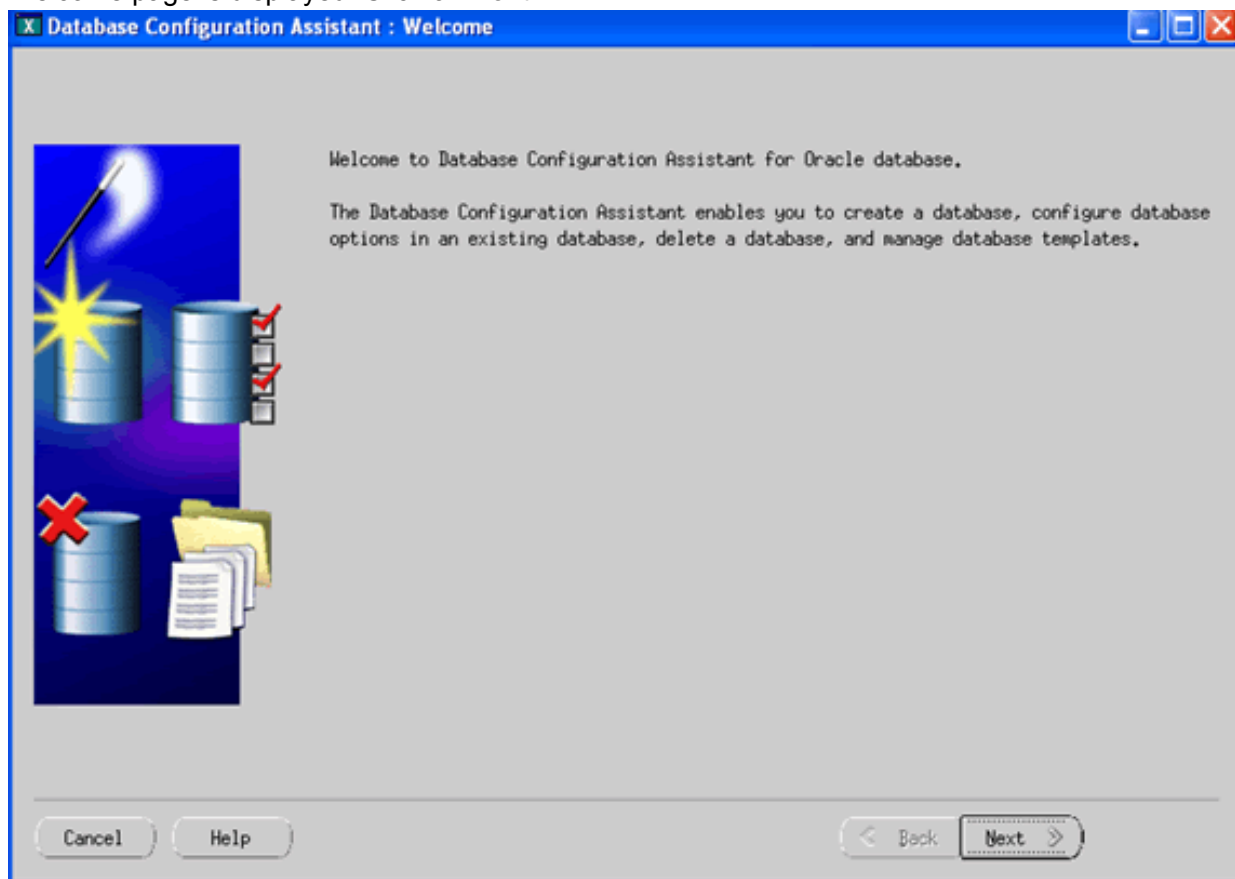 X Database Configuration Assistant : Welcome
Welcome to Database Configuration Assistant for Oracle database.
The Database Configuration Assistant enables you to create a database, configure database
options in an existing database, delete a database, and manage database templates.
Cancel Help Back Next